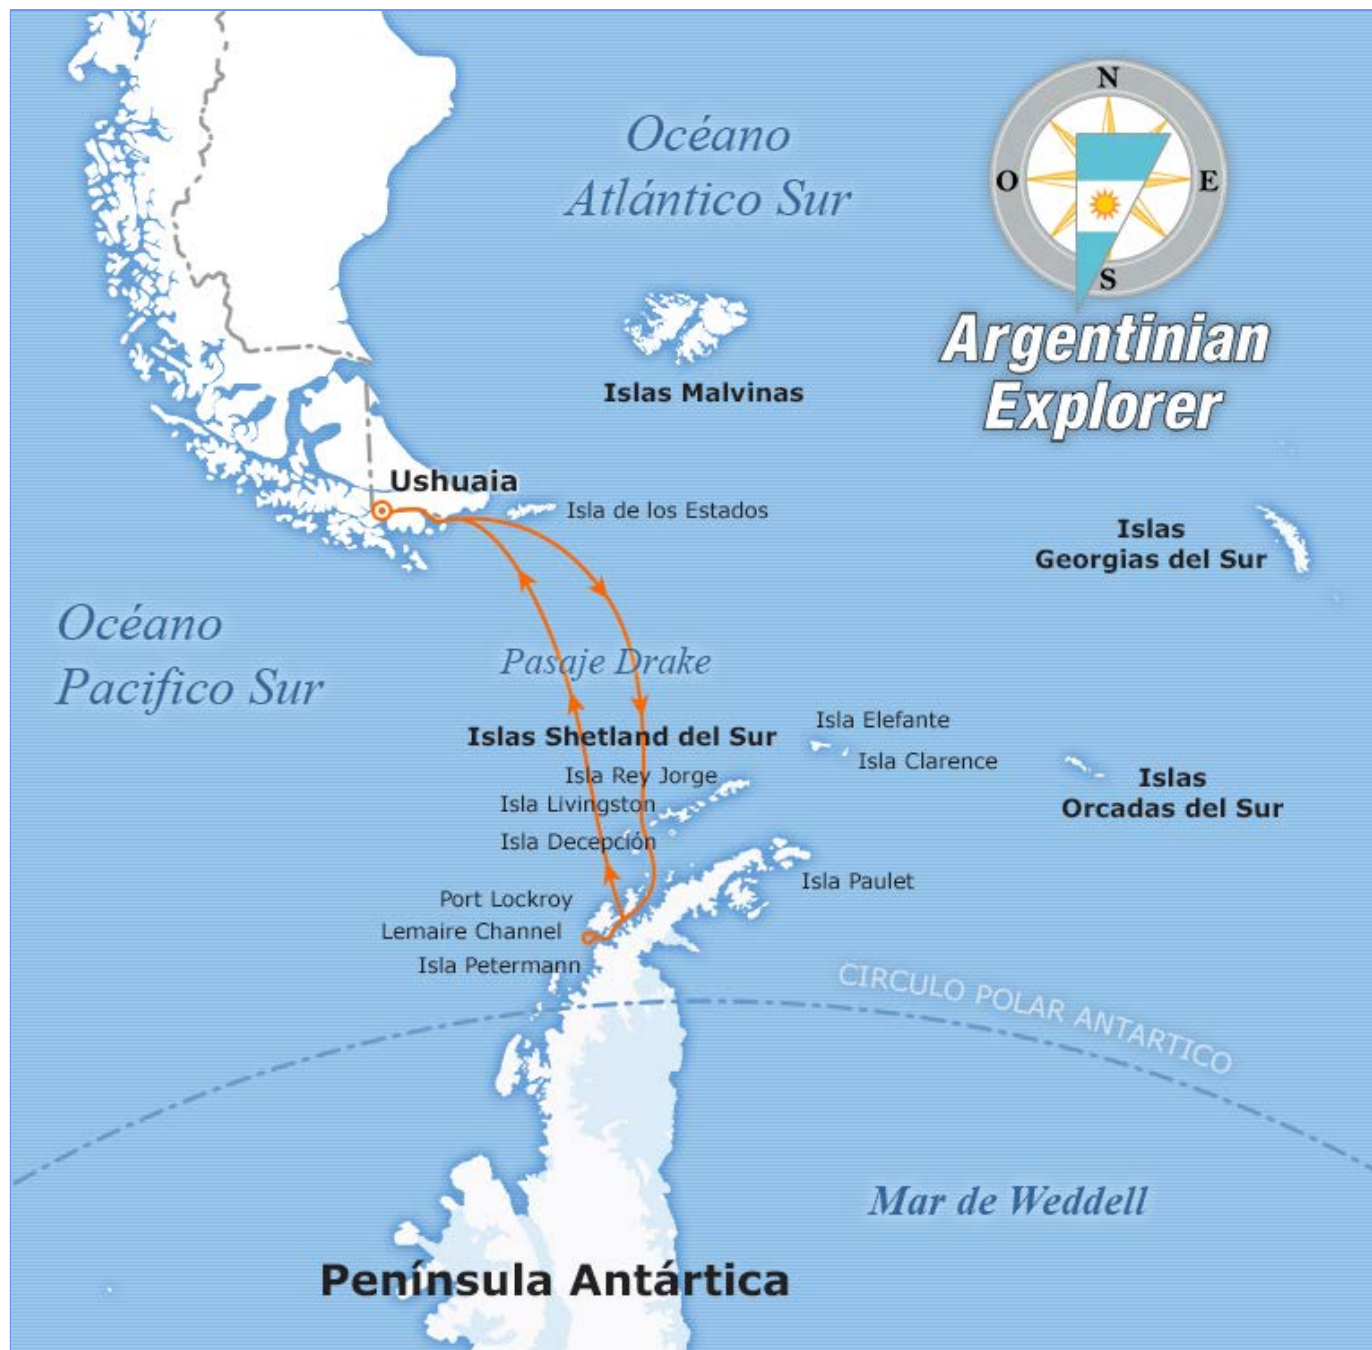 N
O
E
S
Argentinian
Explorer
Océano
Atlántico Sur
Islas Malvinas
Ushuaia
Isla de los Estados
Islas
Georgias del Sur
Océano
Pacifico Sur
Pasaje Drake
Islas Shetland del Sur
Isla Elefante
Isla Clarence
Isla Rey Jorge
Isla Livingston
Islas
Orcadas del Sur
Isla Decepción
Isla Paulet
Port Lockroy
Lemaire Channel
Isla Petermann
CIRCULO POLAR ANTARTICO
Mar de Weddell
Península Antártica